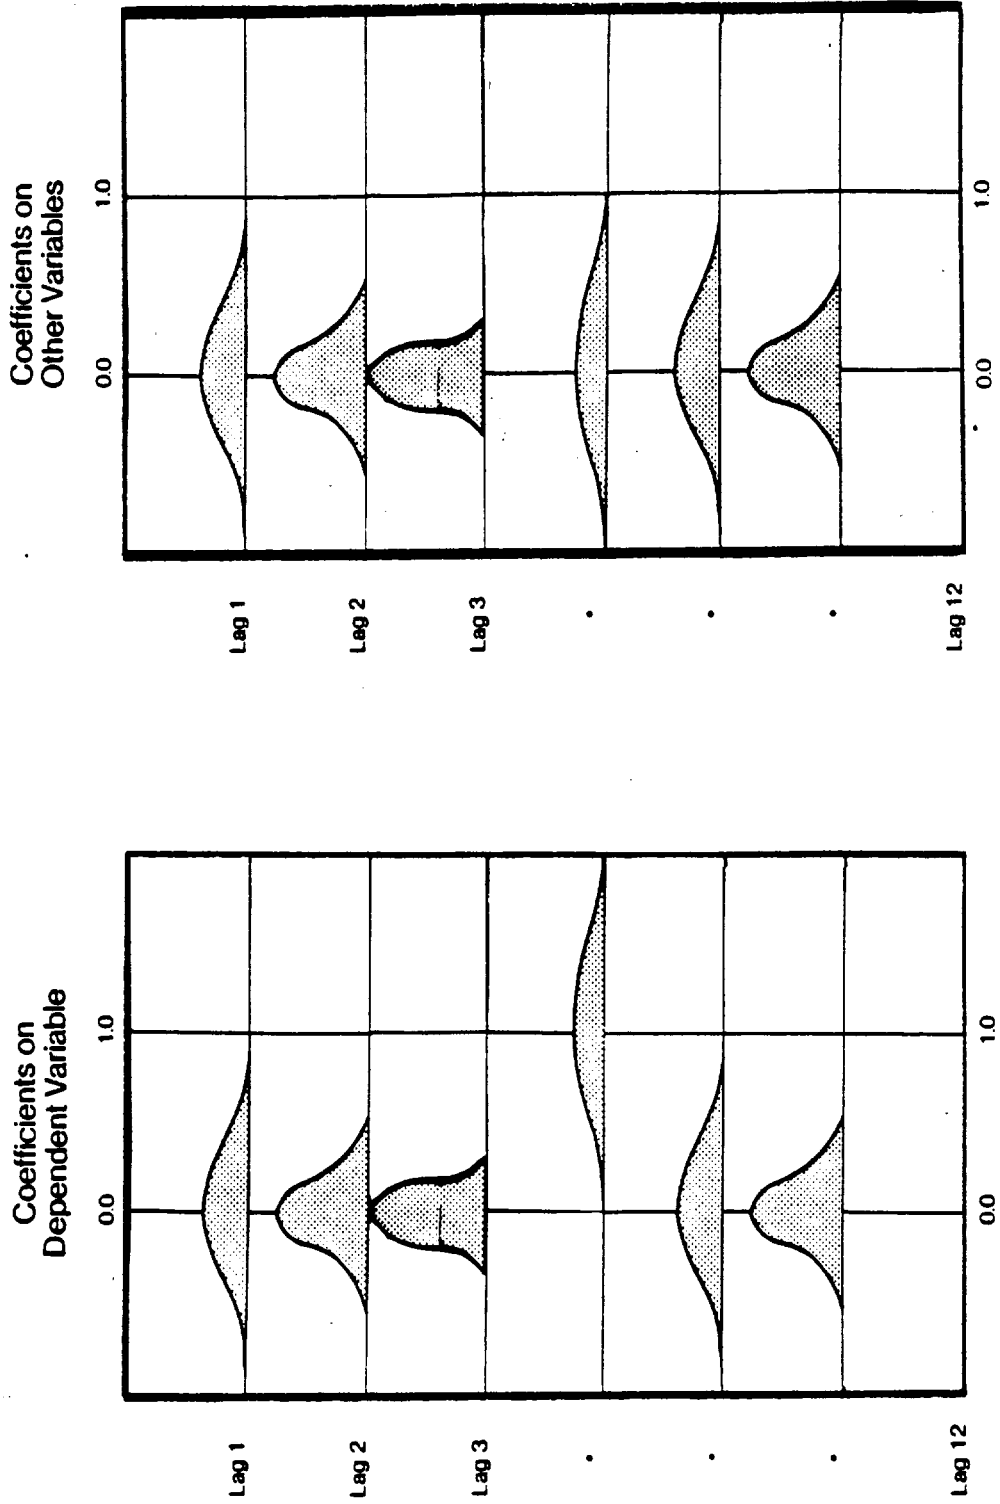 Coefficients on
Dependent Variable
0.0
1.0
Lag 1
Lag 2
Lag 3
.
.
.
Lag 12
0.0
1.0
Coefficients on
Other Variables
0.0
1.0
Lag 1
Lag 2
Lag 3
.
.
.
Lag 12
0.0
1.0